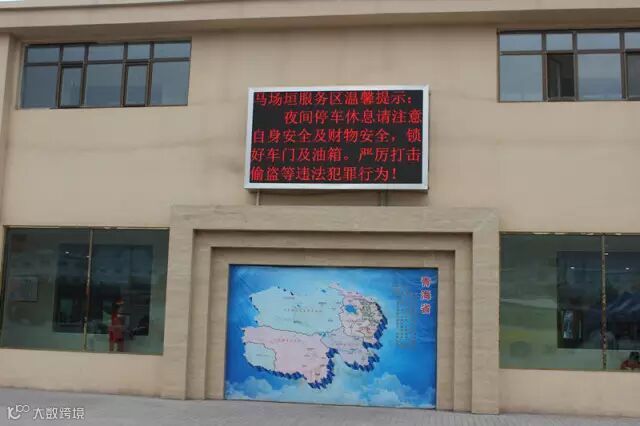 马场垣服务区温馨提示:
夜间停车休息请注意
自身安全及财物安全，锁
好车门及油箱。严厉打击
偷盗等违法犯罪行为！
青海省
大数跨境